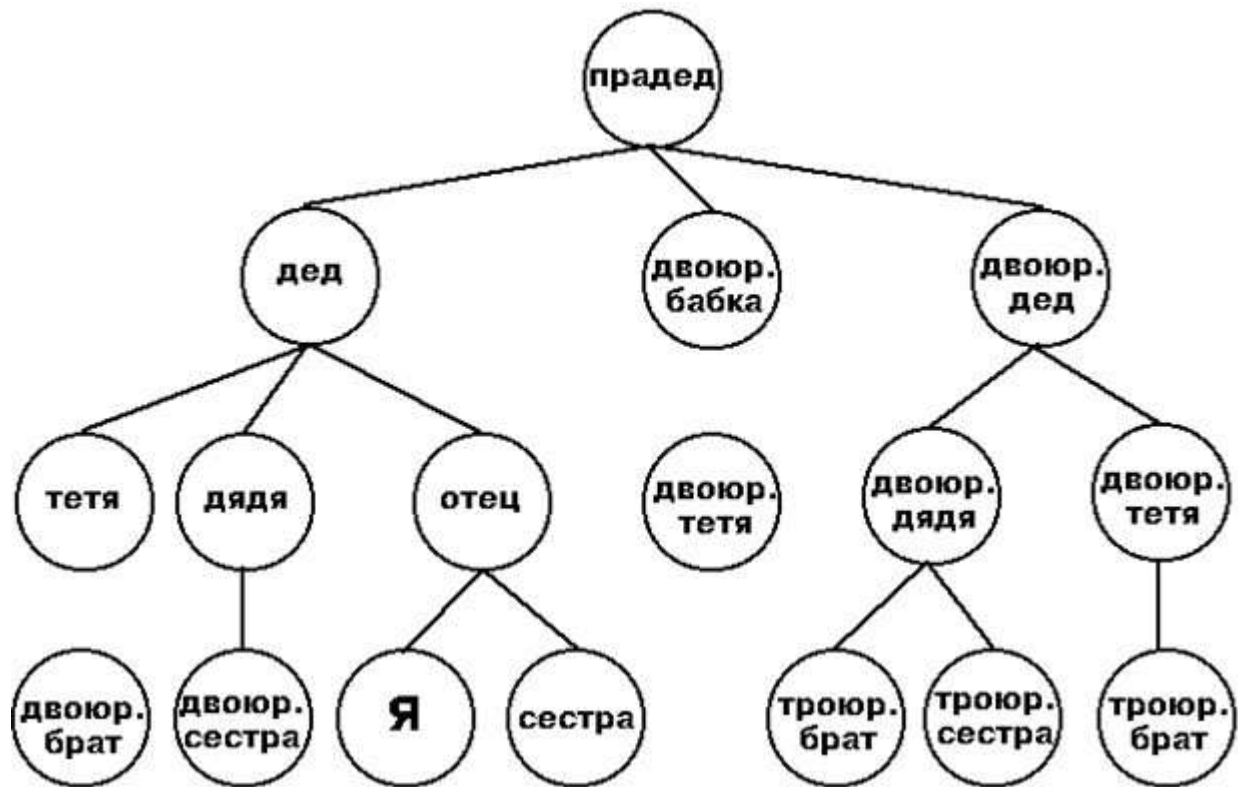 прадед
дед
двоюр.
бабка
двоюр.
дед
тетя
дядя
отец
двоюр.
тетя
двоюр.
дядя
двоюр.
тетя
двоюр.
брат
двоюр.
сестра
Я
сестра
троюр.
брат
троюр.
сестра
троюр.
брат